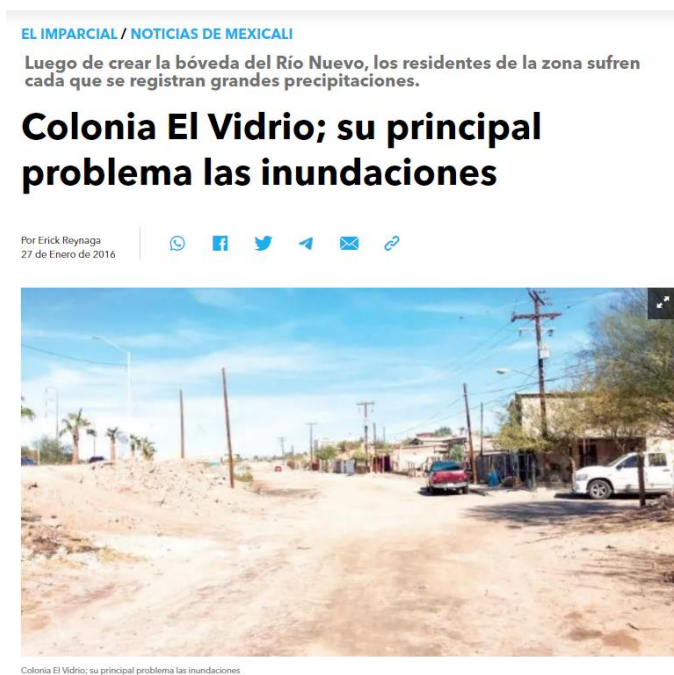 EL IMPARCIAL / NOTICIAS DE MEXICALI
Luego de crear la bóveda del Río Nuevo, los residentes de la zona sufren
cada que se registran grandes precipitaciones.
Colonia El Vidrio; su principal
problema las inundaciones
Por Erick Reynaga
27 de Enero de 2016
Colonia El Vidrio; su principal problema las inundaciones